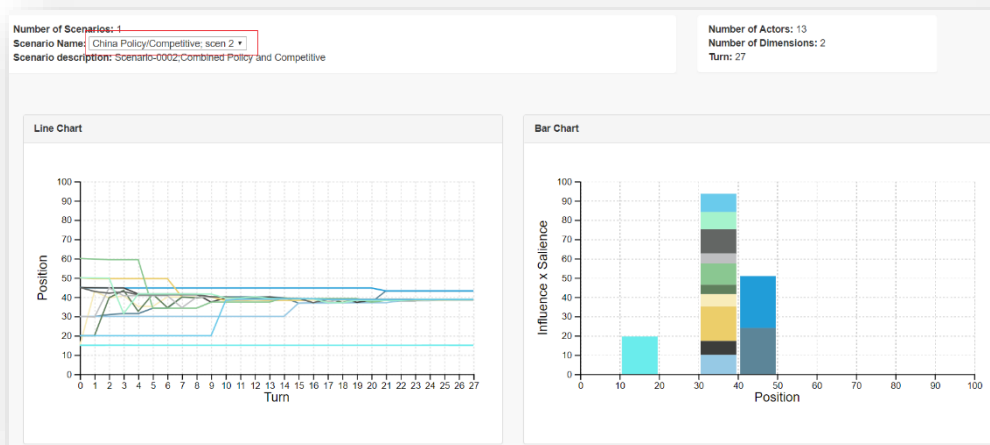 Number of Scenarios: 1
Scenario Name: China Policy/Competitive; scen 2
Scenario description: Scenario-0002;Combined Policy and Competitive
Number of Actors: 13
Number of Dimensions: 2
Turn: 27
Line Chart
100
90
80
70
60
50
40
30
20
10
0
Position
0 1 2 3 4 5 6 7 8 9 10 11 12 13 14 15 16 17 18 19 20 21 22 23 24 25 26 27
Turn
Bar Chart
100
90
80
70
60
50
40
30
20
10
0
Influence x Salience
0 10 20 30 40 50 60 70 80 90 100
Position